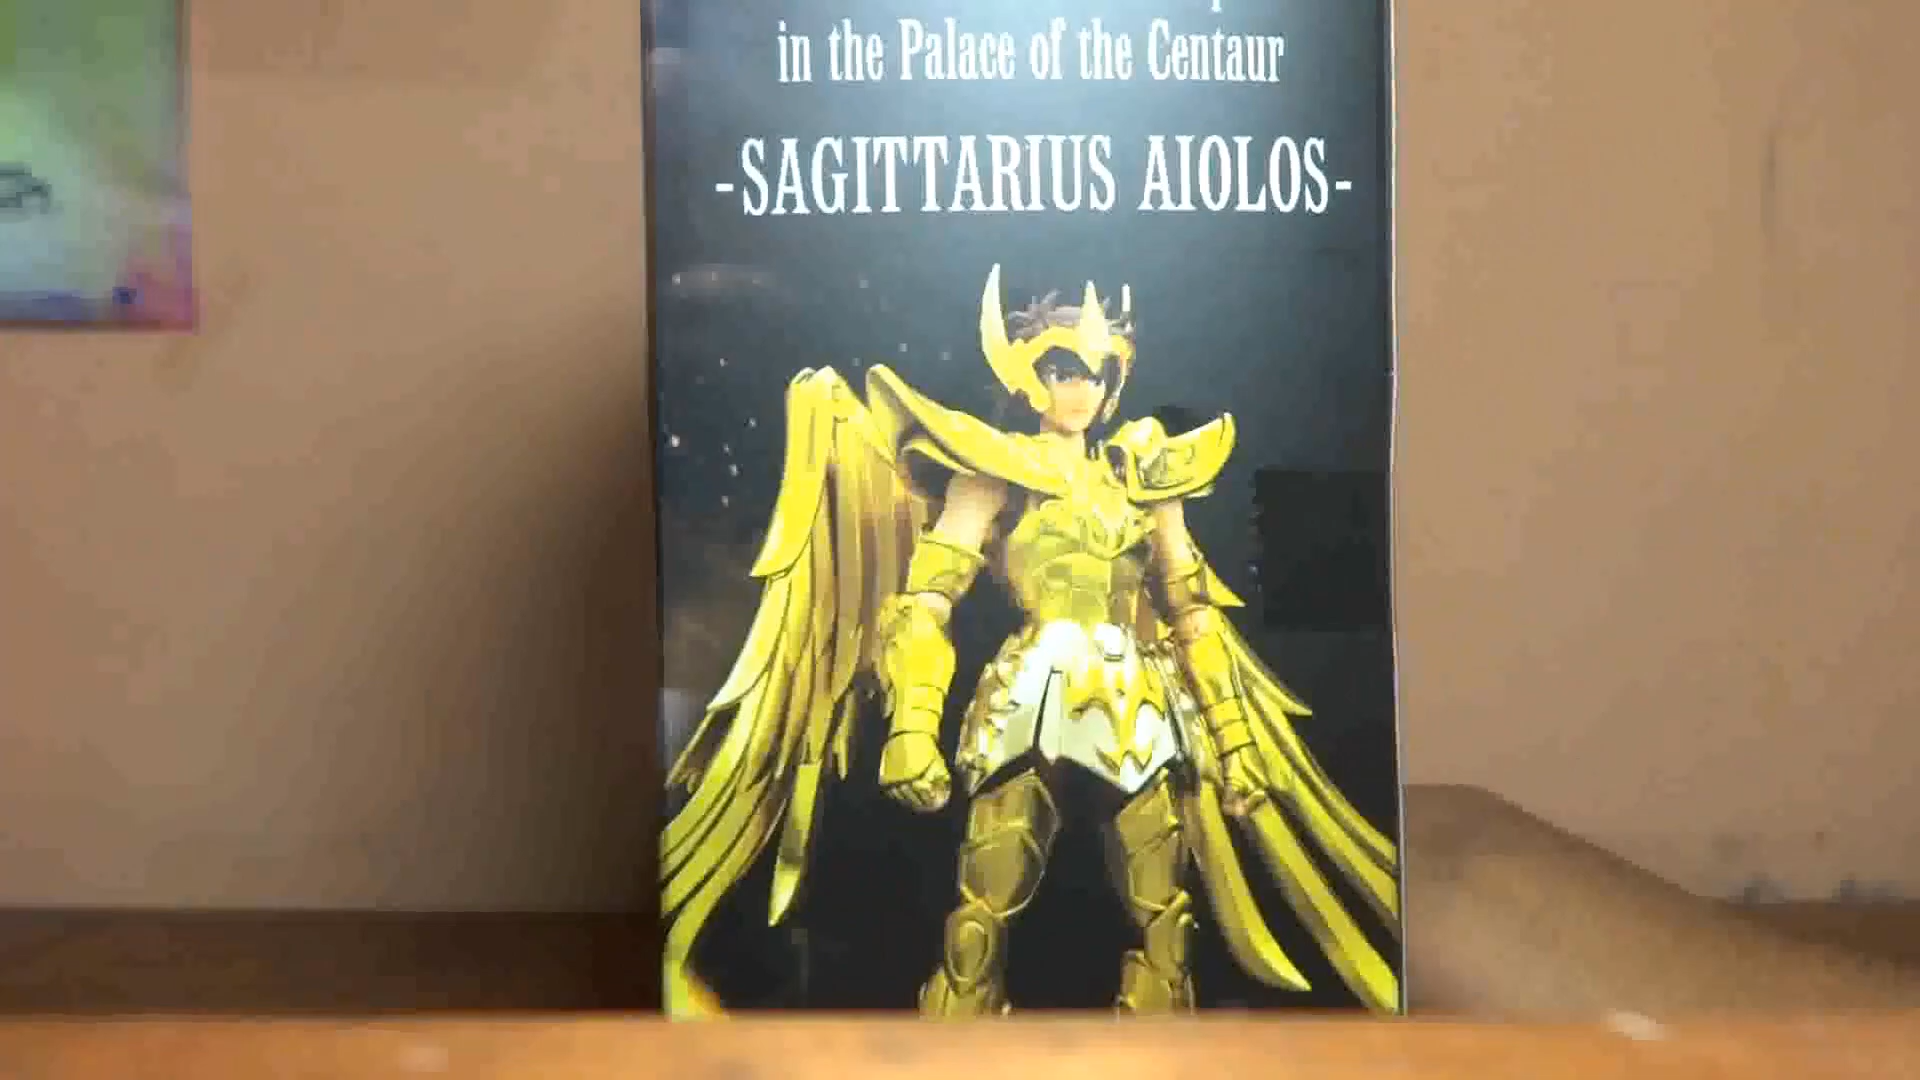 in the Palace of the Centaur
-SAGITTARIUS AIOLOS-